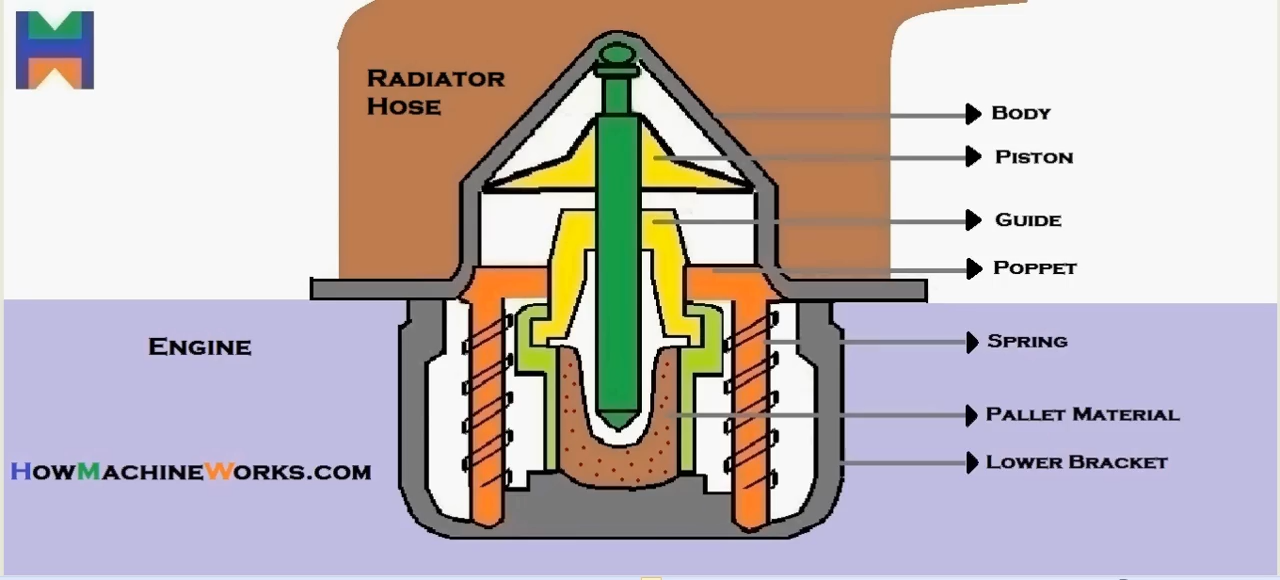 Radiator
Hose
Body
Piston
Guide
Poppet
Engine
Spring
Pallet Material
HowMachineWorks.com
Lower Bracket